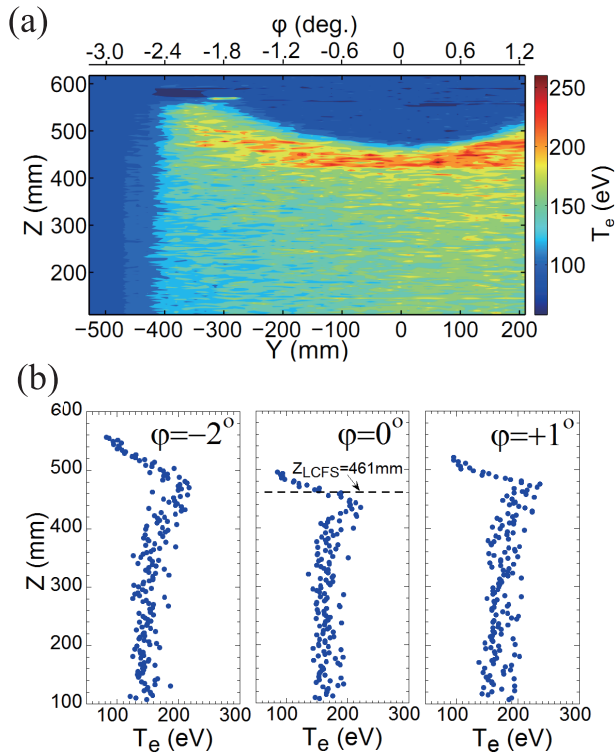 (a)
φ (deg.)
−3.0 −2.4 −1.8 −1.2 −0.6 0 0.6 1.2
600
500
400
300
200
Z (mm)
−500 −400 −300 −200 −100 0 100 200
Y (mm)
250
200
150
100
Te (eV)
(b)
600
500
400
300
200
100
Z (mm)
φ=−2°
φ=0°
ZLCFS=461mm
φ=+1°
100 200 300
100 200 300
100 200 300
Te (eV) Te (eV) Te (eV)